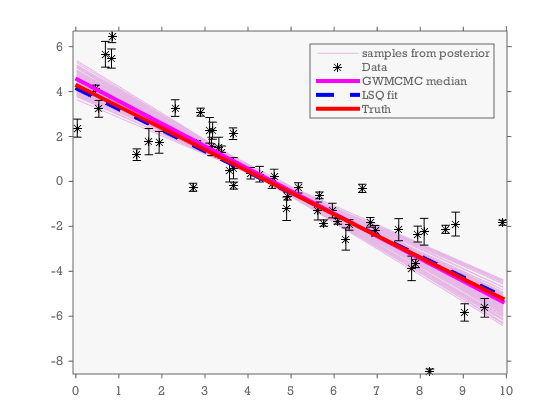 samples from posterior
Data
GWMCMC median
LSQ fit
Truth
6
4
2
0
-2
-4
-6
-8
0 1 2 3 4 5 6 7 8 9 10